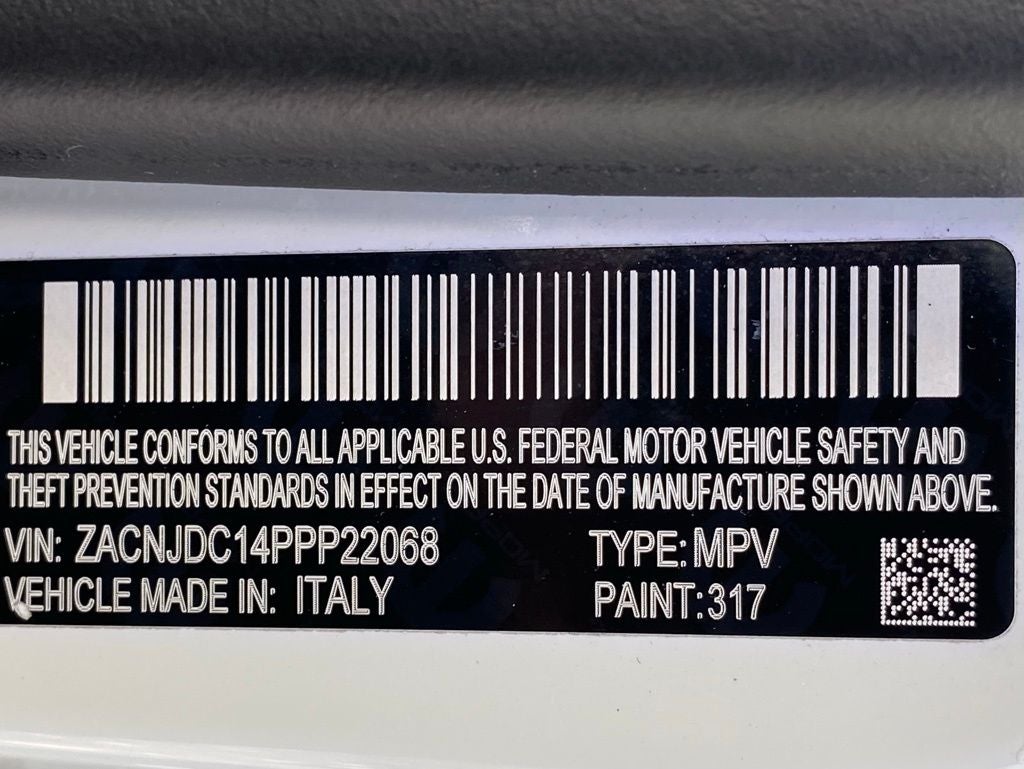 THIS VEHICLE CONFORMS TO ALL APPLICABLE U.S. FEDERAL MOTOR VEHICLE SAFETY AND
THEFT PREVENTION STANDARDS IN EFFECT ON THE DATE OF MANUFACTURE SHOWN ABOVE.
VIN: ZACNJDC14PPP22068 TYPE: MPV
VEHICLE MADE IN: ITALY PAINT: 317